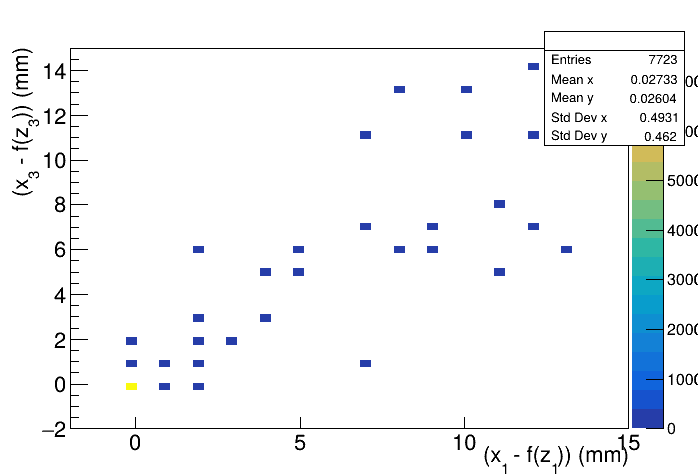 (x3 - f(z3)) (mm)
14
12
10
8
6
4
2
0
−2
0
5
10
15
(x1 - f(z1)) (mm)
Entries 7723
Mean x 0.02733
Mean y 0.02604
Std Dev x 0.4931
Std Dev y 0.462
5000
4000
3000
2000
1000
0